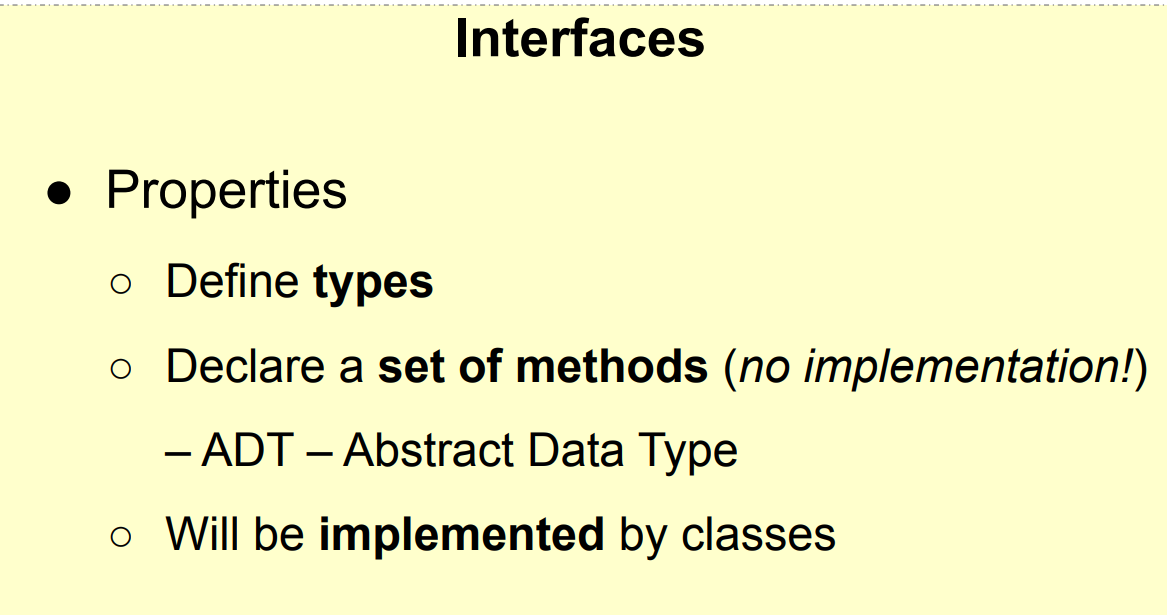 Interfaces
● Properties
○ Define types
○ Declare a set of methods (no implementation!)
– ADT – Abstract Data Type
○ Will be implemented by classes